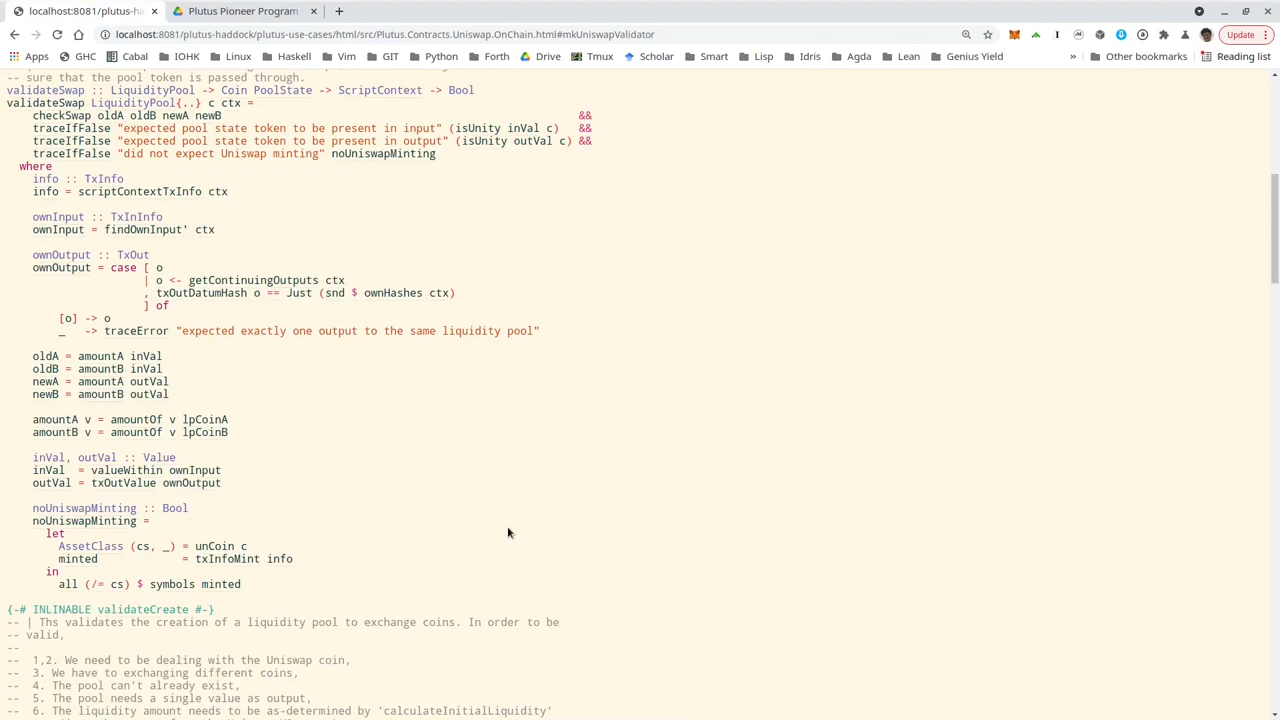 localhost:8081/plutus-ha
Plutus Pioneer Program
localhost:8081/plutus-haddock/plutus-use-cases/html/src/Plutus.Contracts.Uniswap.OnChain.html#mkUniswapValidator
Update
Apps GHC Cabal IOHK Linux Haskell Vim GIT Python Forth Drive Tmux Scholar Smart Lisp Idris Agda Lean Genius Yield » Other bookmarks Reading list
-- sure that the pool token is passed through.
validateSwap :: LiquidityPool -> Coin PoolState -> ScriptContext -> Bool
validateSwap LiquidityPool{..} c ctx =
    checkSwap oldA oldB newA newB                                                       &&
    traceIfFalse "expected pool state token to be present in input" (isUnity inVal c)   &&
    traceIfFalse "expected pool state token to be present in output" (isUnity outVal c) &&
    traceIfFalse "did not expect Uniswap minting" noUniswapMinting
  where
    info :: TxInfo
    info = scriptContextTxInfo ctx
    ownInput :: TxInInfo
    ownInput = findOwnInput' ctx
    ownOutput :: TxOut
    ownOutput = case [ o
                     | o <- getContinuingOutputs ctx
                     , txOutDatumHash o == Just (snd $ ownHashes ctx)
                     ] of
        [o] -> o
        _   -> traceError "expected exactly one output to the same liquidity pool"
    oldA = amountA inVal
    oldB = amountB inVal
    newA = amountA outVal
    newB = amountB outVal
    amountA v = amountOf v lpCoinA
    amountB v = amountOf v lpCoinB
    inVal, outVal :: Value
    inVal  = valueWithin ownInput
    outVal = txOutValue ownOutput
    noUniswapMinting :: Bool
    noUniswapMinting =
      let
        AssetClass (cs, _) = unCoin c
        minted             = txInfoMint info
      in
        all (/= cs) $ symbols minted
{-# INLINABLE validateCreate #-}
-- | Ths validates the creation of a liquidity pool to exchange coins. In order to be
-- valid,
--
--  1,2. We need to be dealing with the Uniswap coin,
--  3. We have to exchanging different coins,
--  4. The pool can't already exist,
--  5. The pool needs a single value as output,
--  6. The liquidity amount needs to be as-determined by 'calculateInitialLiquidity'